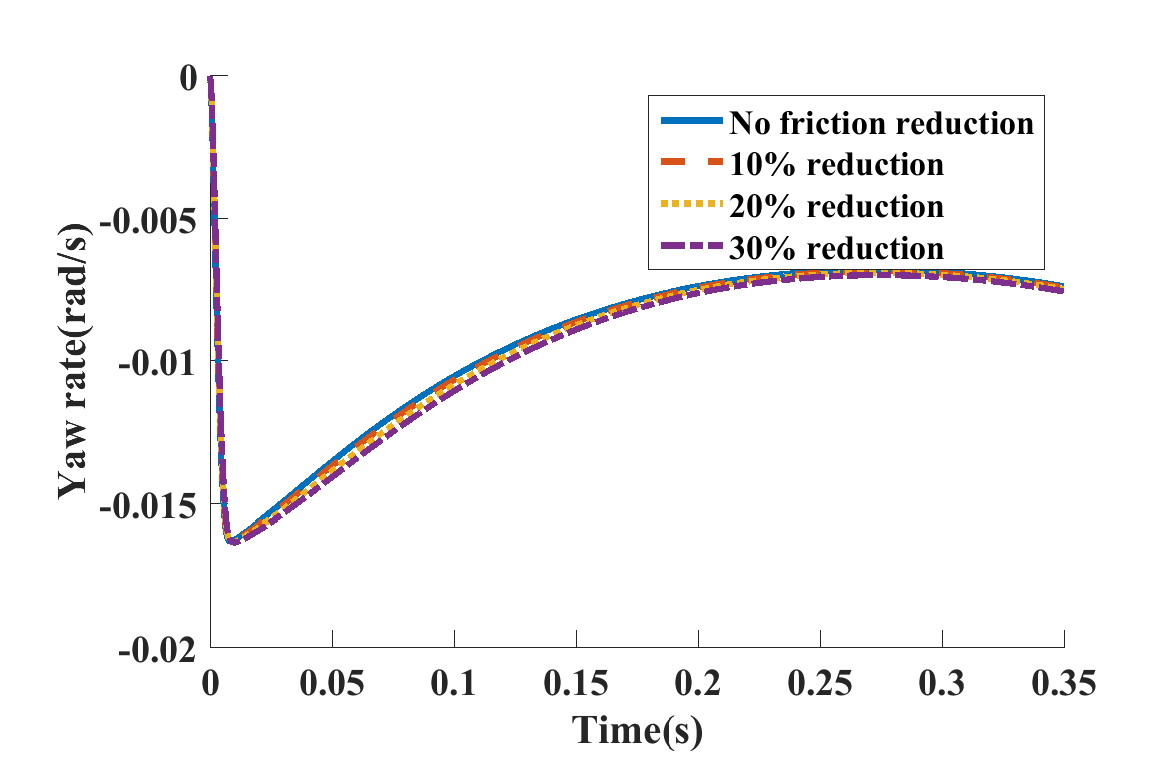 0
No friction reduction
10% reduction
20% reduction
30% reduction
-0.005
-0.01
-0.015
-0.02
Yaw rate(rad/s)
0 0.05 0.1 0.15 0.2 0.25 0.3 0.35
Time(s)